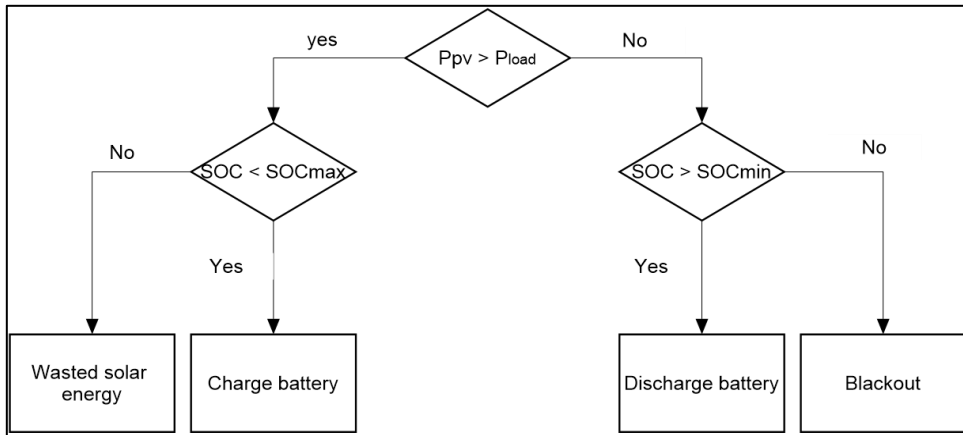 yes
Ppv > Pload
No
No
SOC < SOCmax
SOC > SOCmin
No
Yes
Yes
Wasted solar
energy
Charge battery
Discharge battery
Blackout